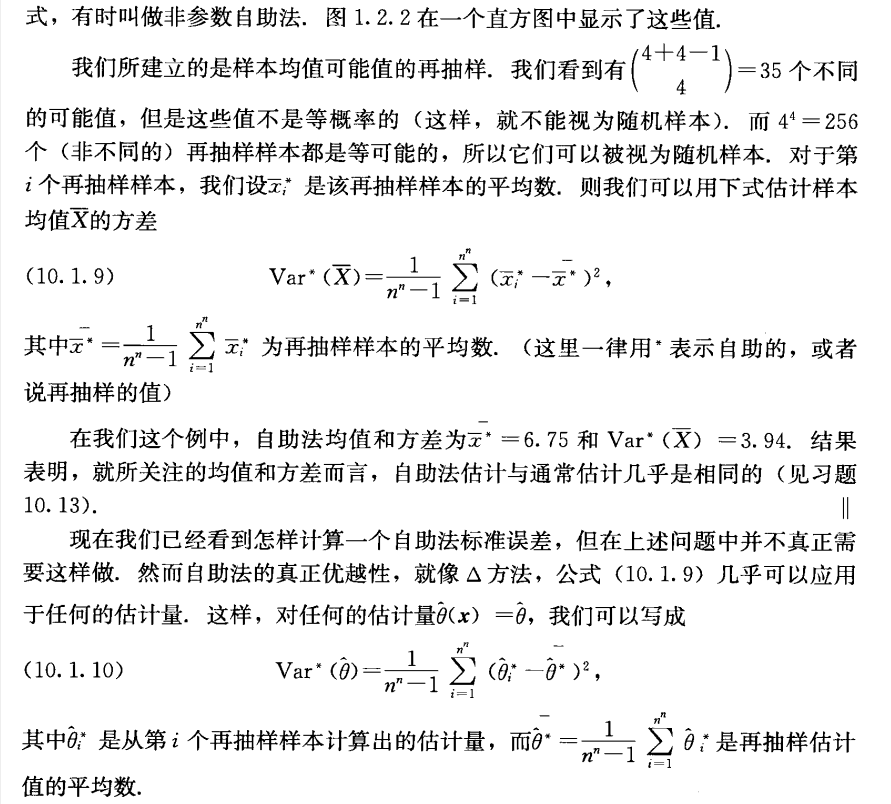 式，有时叫做非参数自助法．图 1.2.2 在一个直方图中显示了这些值．
我们所建立的是样本均值可能值的再抽样．我们看到有$\binom{4+4-1}{4}$=35 个不同
的可能值，但是这些值不是等概率的（这样，就不能视为随机样本）．而 $4^4$=256
个（非不同的）再抽样样本都是等可能的，所以它们可以被视为随机样本．对于第
$i$ 个再抽样样本，我们设$\overline{x}_i^*$ 是该再抽样样本的平均数．则我们可以用下式估计样本
均值$\overline{X}$的方差
(10.1.9) $\mathrm{Var}^*(\overline{X})=\frac{1}{n^n-1}\sum_{i=1}^{n^n}(\overline{x}_i^*-\overline{\overline{x}^*})^2$，
其中$\overline{\overline{x}^*}=\frac{1}{n^n-1}\sum_{i=1}^{n^n}\overline{x}_i^*$ 为再抽样样本的平均数．（这里一律用* 表示自助的，或者
说再抽样的值）
在我们这个例中，自助法均值和方差为$\overline{\overline{x}^*}$=6.75 和 $\mathrm{Var}^*(\overline{X})$=3.94．结果
表明，就所关注的均值和方差而言，自助法估计与通常估计几乎是相同的（见习题
10.13）． ‖
现在我们已经看到怎样计算一个自助法标准误差，但在上述问题中并不真正需
要这样做．然而自助法的真正优越性，就像 Δ 方法，公式（10.1.9）几乎可以应用
于任何的估计量．这样，对任何的估计量$\hat{\theta}(\boldsymbol{x})=\hat{\theta}$，我们可以写成
(10.1.10) $\mathrm{Var}^*(\hat{\theta})=\frac{1}{n^n-1}\sum_{i=1}^{n^n}(\hat{\theta}_i^*-\overline{\hat{\theta}^*})^2$，
其中$\hat{\theta}_i^*$ 是从第 $i$ 个再抽样样本计算出的估计量，而$\overline{\hat{\theta}^*}=\frac{1}{n^n-1}\sum_{i=1}^{n^n}\hat{\theta}_i^*$ 是再抽样估计
值的平均数．